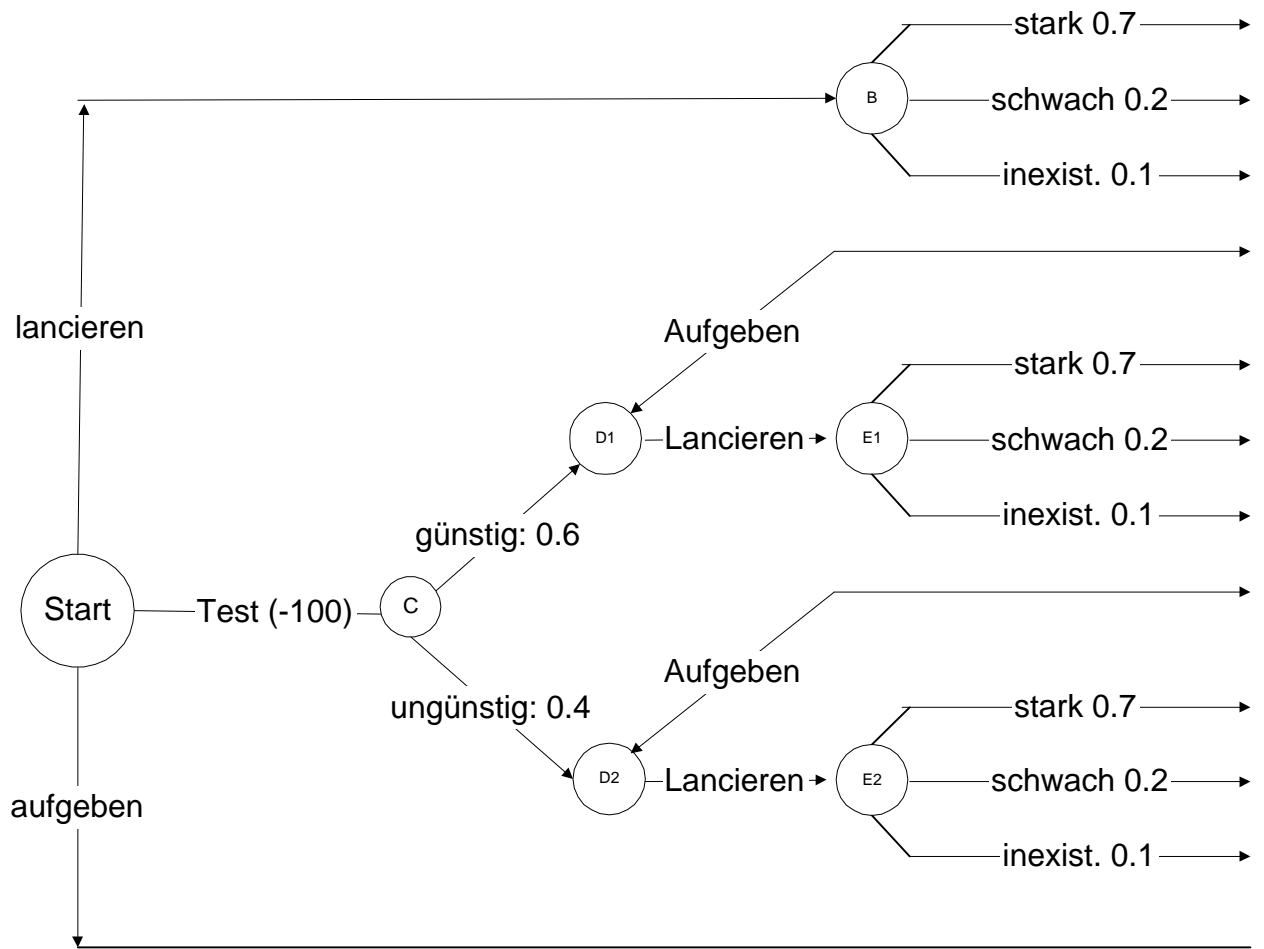 stark 0.7
B
schwach 0.2
inexist. 0.1
lancieren
Aufgeben
stark 0.7
D1
Lancieren
E1
schwach 0.2
inexist. 0.1
günstig: 0.6
Start
Test (-100)
C
Aufgeben
ungünstig: 0.4
stark 0.7
D2
Lancieren
E2
schwach 0.2
aufgeben
inexist. 0.1